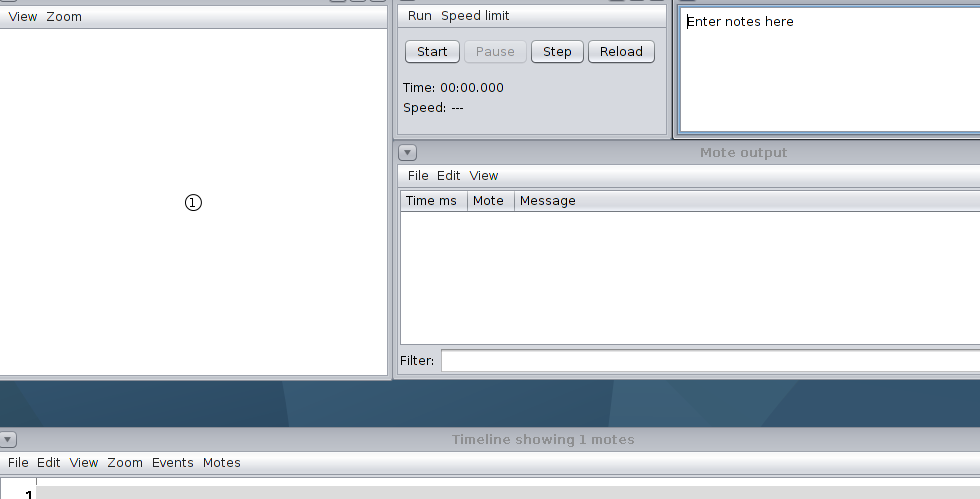 View Zoom
1
Run Speed limit
Start Pause Step Reload
Time: 00:00.000
Speed: ---
Enter notes here
Mote output
File Edit View
Time ms Mote Message
Filter:
Timeline showing 1 motes
File Edit View Zoom Events Motes
1